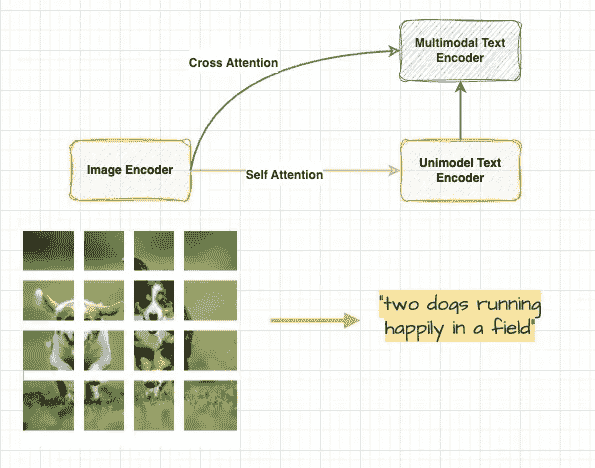 Multimodal Text
Encoder
Cross Attention
Image Encoder
Self Attention
Unimodel Text
Encoder
"two dogs running
happily in a field"